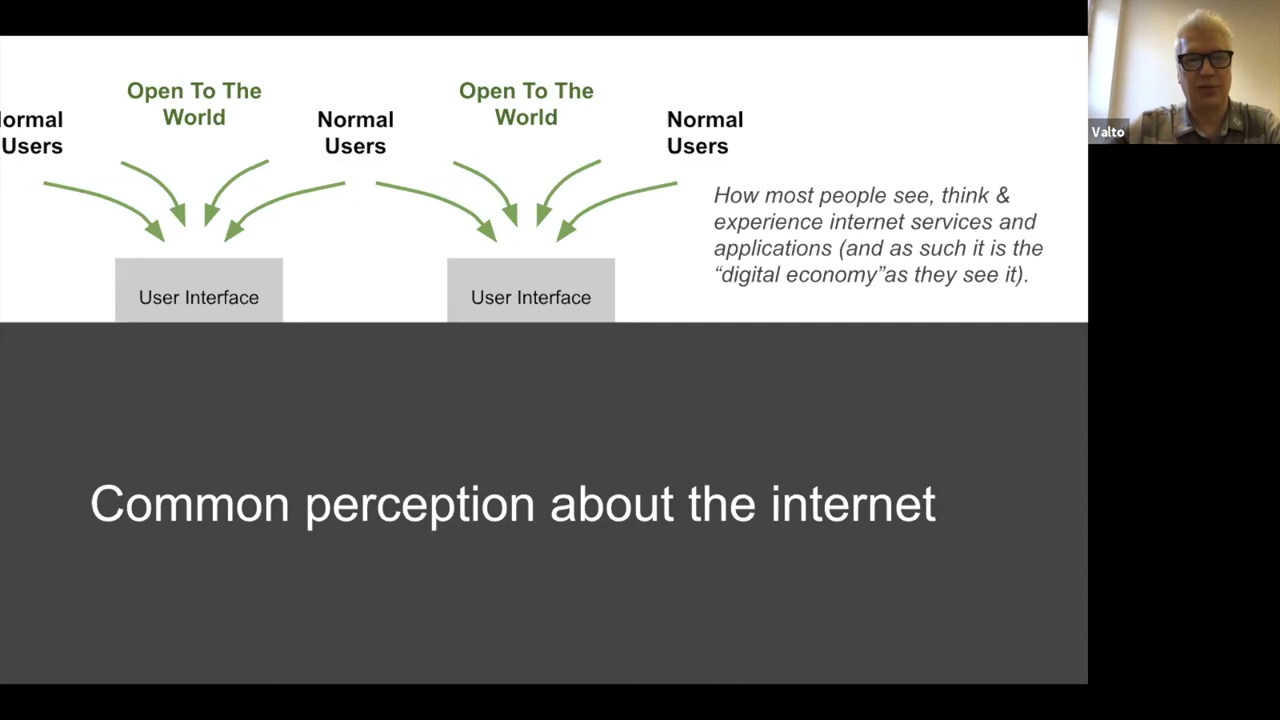 Open To The
World
Open To The
World
ormal
Users
Normal
Users
Normal
Users
How most people see, think &
experience internet services and
applications (and as such it is the
“digital economy”as they see it).
User Interface
User Interface
Common perception about the internet
Valto